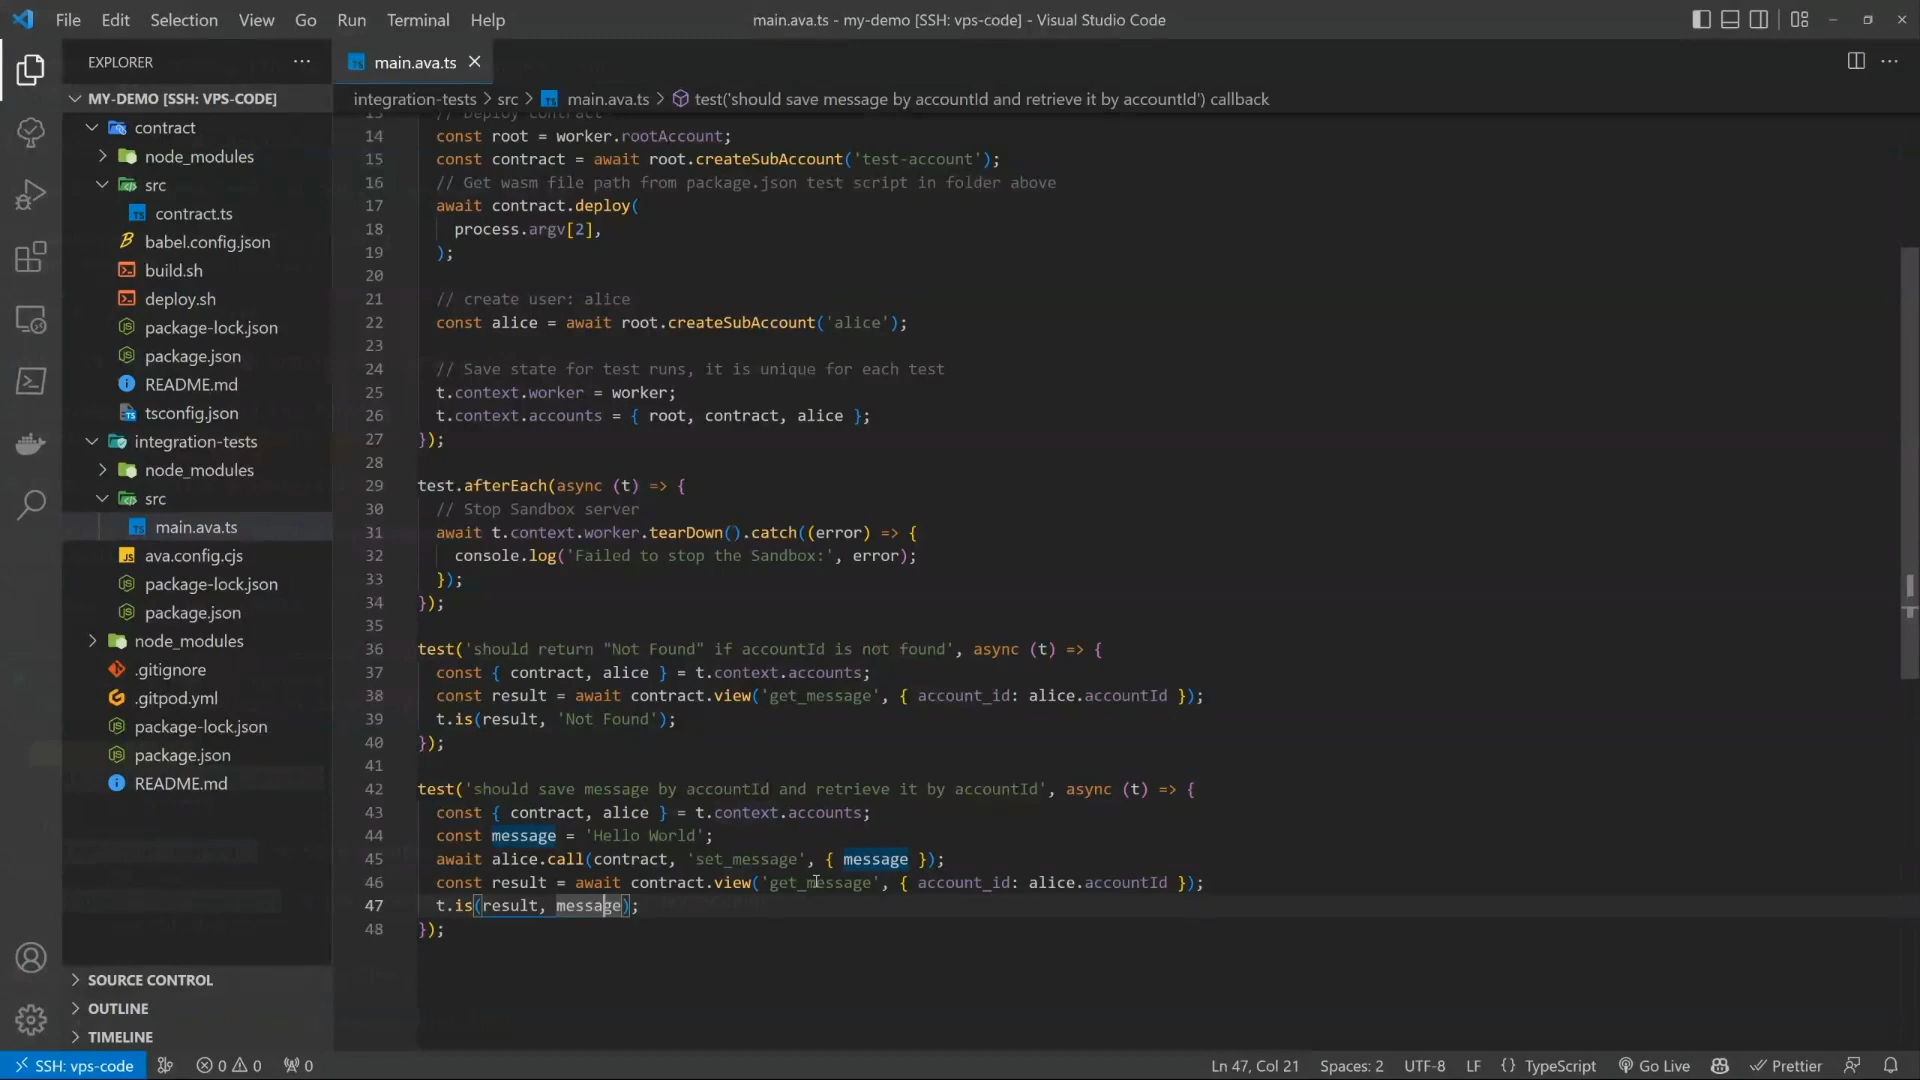 File Edit Selection View Go Run Terminal Help
main.ava.ts - my-demo [SSH: vps-code] - Visual Studio Code
EXPLORER
MY-DEMO [SSH: VPS-CODE]
contract
node_modules
src
contract.ts
babel.config.json
build.sh
deploy.sh
package-lock.json
package.json
README.md
tsconfig.json
integration-tests
node_modules
src
main.ava.ts
ava.config.cjs
package-lock.json
package.json
node_modules
.gitignore
.gitpod.yml
package-lock.json
package.json
README.md
SOURCE CONTROL
OUTLINE
TIMELINE
main.ava.ts
integration-tests > src > main.ava.ts > test('should save message by accountId and retrieve it by accountId') callback
13 // Deploy contract
14 const root = worker.rootAccount;
15 const contract = await root.createSubAccount('test-account');
16 // Get wasm file path from package.json test script in folder above
17 await contract.deploy(
18 process.argv[2],
19 );
20
21 // create user: alice
22 const alice = await root.createSubAccount('alice');
23
24 // Save state for test runs, it is unique for each test
25 t.context.worker = worker;
26 t.context.accounts = { root, contract, alice };
27 });
28
29 test.afterEach(async (t) => {
30 // Stop Sandbox server
31 await t.context.worker.tearDown().catch((error) => {
32 console.log('Failed to stop the Sandbox:', error);
33 });
34 });
35
36 test('should return "Not Found" if accountId is not found', async (t) => {
37 const { contract, alice } = t.context.accounts;
38 const result = await contract.view('get_message', { account_id: alice.accountId });
39 t.is(result, 'Not Found');
40 });
41
42 test('should save message by accountId and retrieve it by accountId', async (t) => {
43 const { contract, alice } = t.context.accounts;
44 const message = 'Hello World';
45 await alice.call(contract, 'set_message', { message });
46 const result = await contract.view('get_message', { account_id: alice.accountId });
47 t.is(result, message);
48 });
SSH: vps-code 0 0 0 Ln 47, Col 21 Spaces: 2 UTF-8 LF {} TypeScript Go Live Prettier